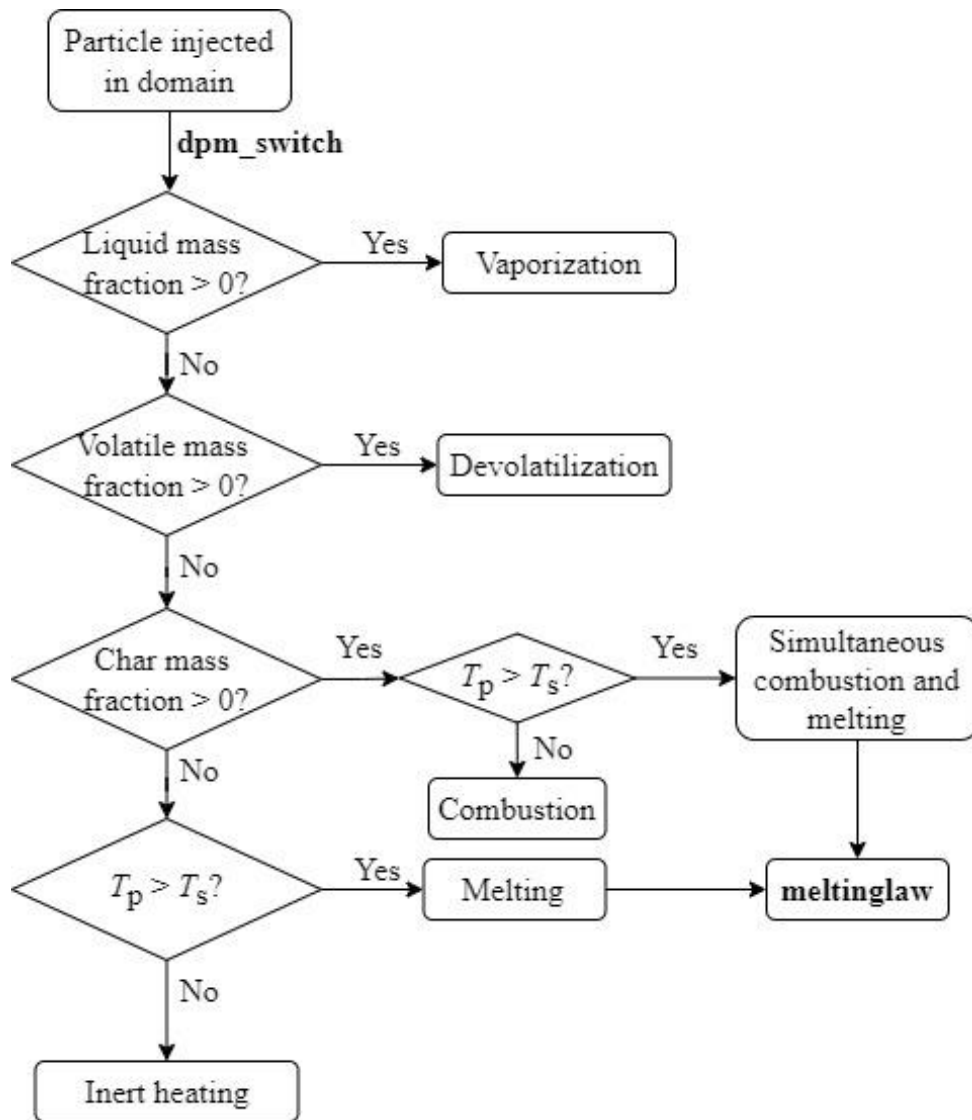 Particle injected
in domain
dpm_switch
Liquid mass
fraction > 0?
Yes
Vaporization
No
Volatile mass
fraction > 0?
Yes
Devolatilization
No
Char mass
fraction > 0?
Yes
Tp > Ts?
Yes
Simultaneous
combustion and
melting
No
Combustion
No
Tp > Ts?
Yes
Melting
meltinglaw
No
Inert heating